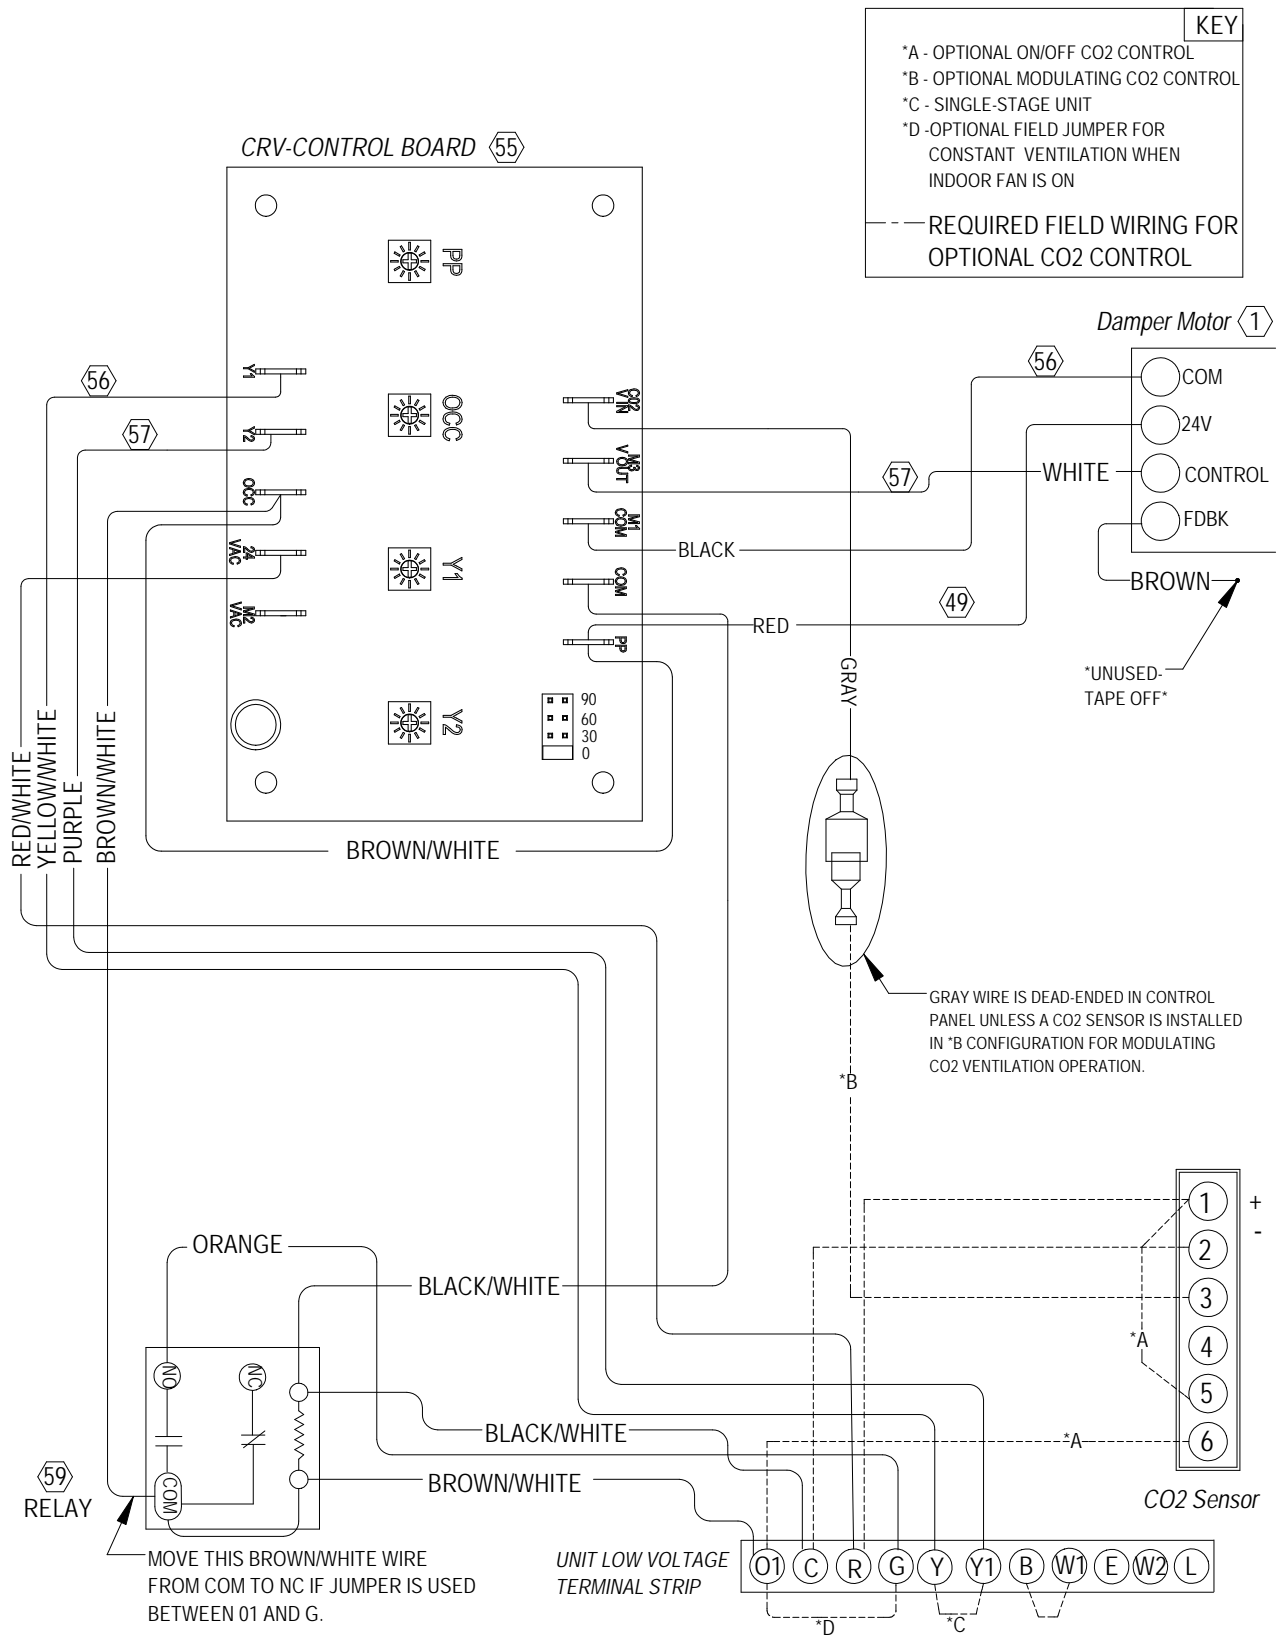 KEY
*A - OPTIONAL ON/OFF CO2 CONTROL
*B - OPTIONAL MODULATING CO2 CONTROL
*C - SINGLE-STAGE UNIT
*D -OPTIONAL FIELD JUMPER FOR
CONSTANT VENTILATION WHEN
INDOOR FAN IS ON
REQUIRED FIELD WIRING FOR
OPTIONAL CO2 CONTROL
CRV-CONTROL BOARD 55
PP
OCC
Y1
Y2
Y1
Y2
OCC
24
VAC
M2
VAC
C02
V IN
M3
V OUT
M1
COM
COM
PP
90
60
30
0
56
57
Damper Motor 1
COM
24V
CONTROL
FDBK
56
57
WHITE
BLACK
49
RED
BROWN
*UNUSED-
TAPE OFF*
GRAY
RED/WHITE
YELLOW/WHITE
PURPLE
BROWN/WHITE
BROWN/WHITE
GRAY WIRE IS DEAD-ENDED IN CONTROL
PANEL UNLESS A CO2 SENSOR IS INSTALLED
IN *B CONFIGURATION FOR MODULATING
CO2 VENTILATION OPERATION.
*B
1
2
3
4
5
6
+
-
*A
*A
CO2 Sensor
ORANGE
BLACK/WHITE
NO
NC
COM
BLACK/WHITE
BROWN/WHITE
59
RELAY
MOVE THIS BROWN/WHITE WIRE
FROM COM TO NC IF JUMPER IS USED
BETWEEN 01 AND G.
UNIT LOW VOLTAGE
TERMINAL STRIP
O1 C R G Y Y1 B W1 E W2 L
*D
*C